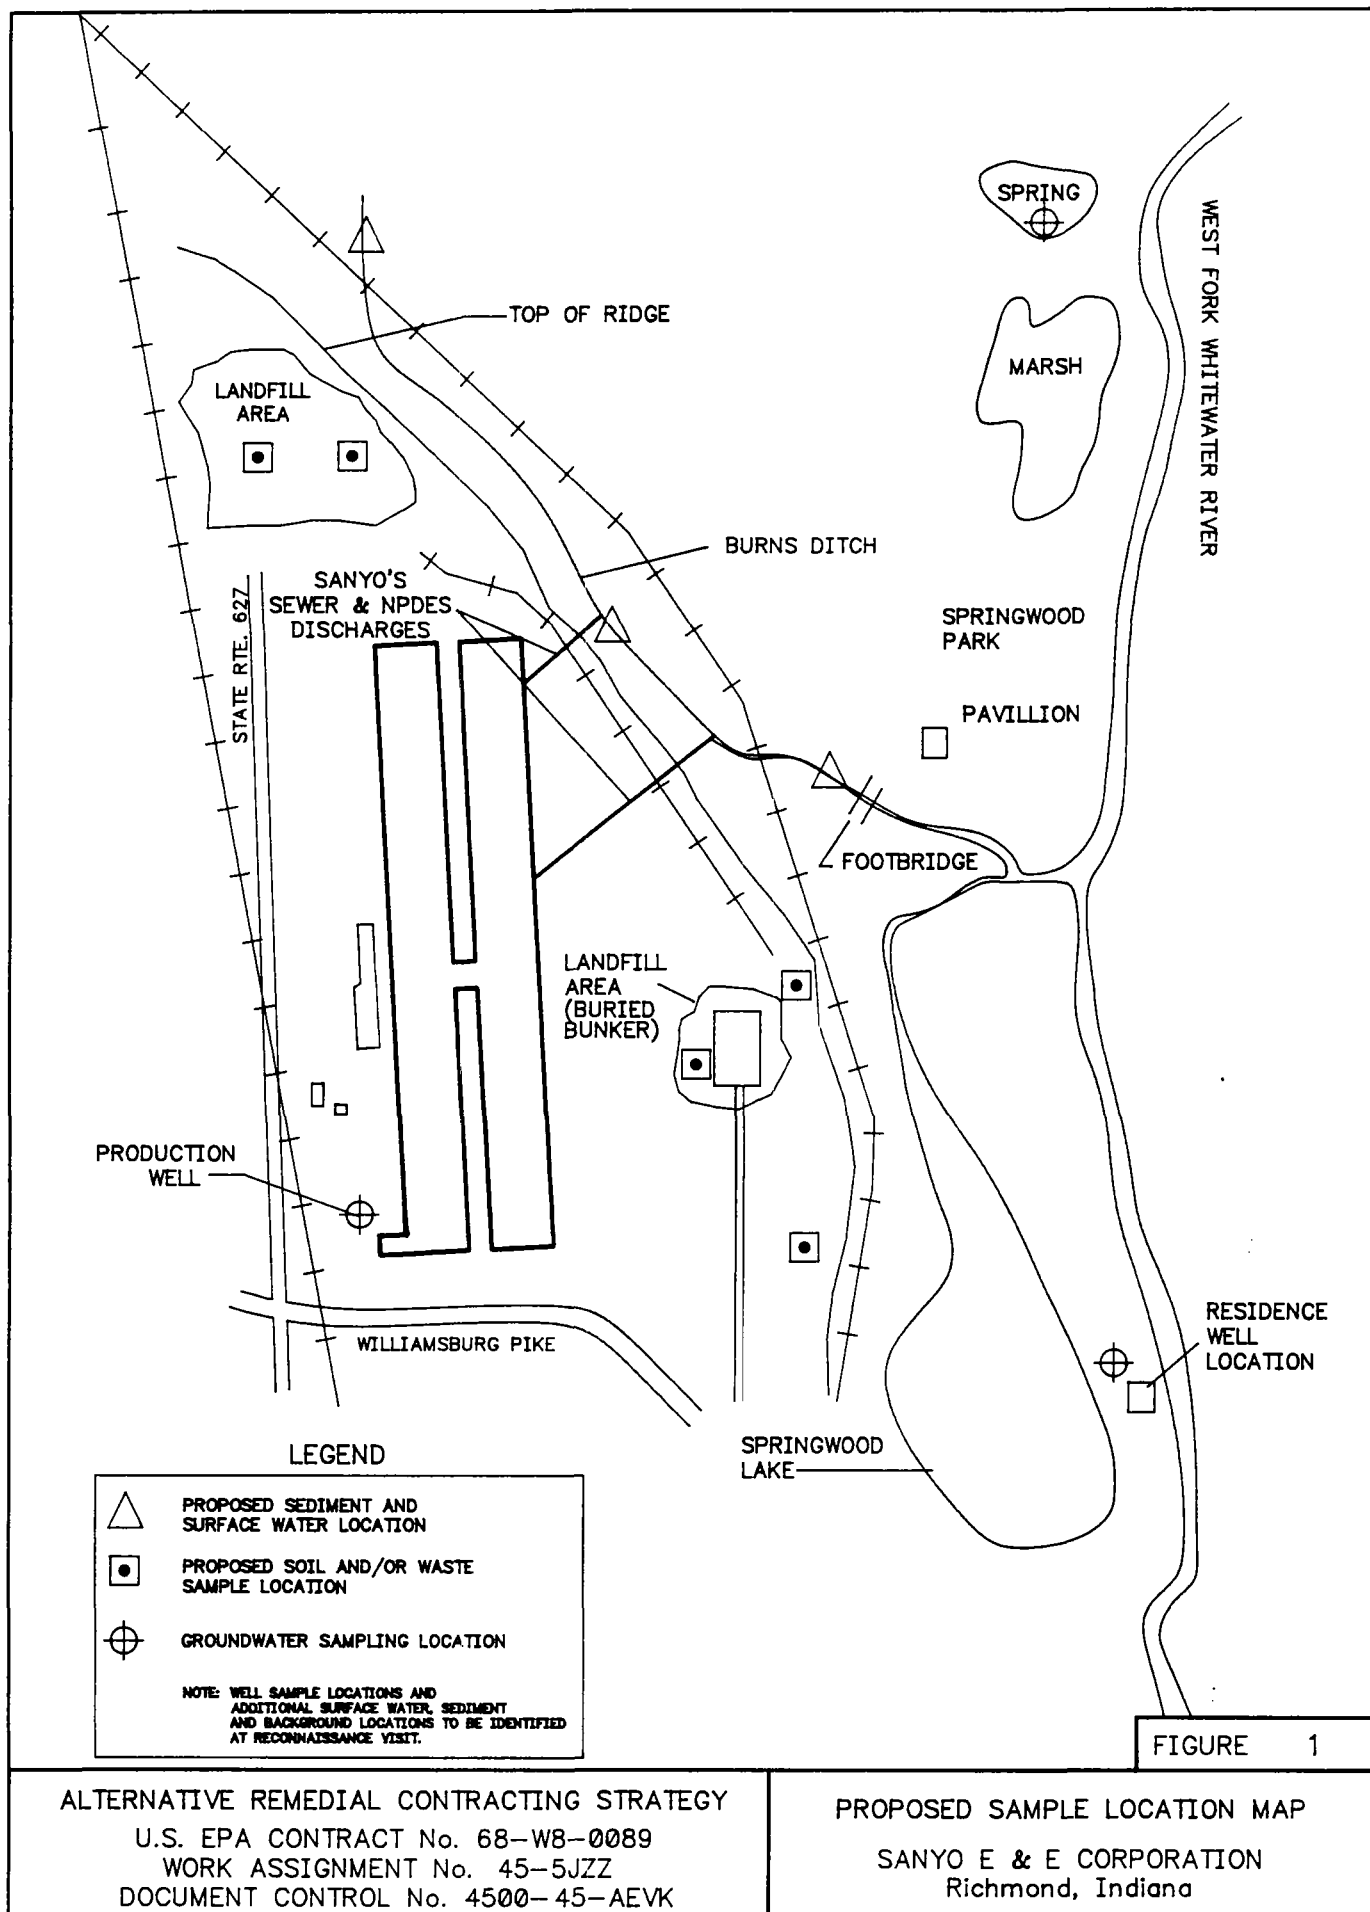 SPRING
WEST FORK WHITEWATER RIVER
TOP OF RIDGE
MARSH
LANDFILL
AREA
BURNS DITCH
SANYO'S
SEWER & NPDES
DISCHARGES
STATE RTE. 627
SPRINGWOOD
PARK
PAVILLION
FOOTBRIDGE
LANDFILL
AREA
(BURIED
BUNKER)
PRODUCTION
WELL
RESIDENCE
WELL
LOCATION
WILLIAMSBURG PIKE
SPRINGWOOD
LAKE
LEGEND
PROPOSED SEDIMENT AND
SURFACE WATER LOCATION
PROPOSED SOIL AND/OR WASTE
SAMPLE LOCATION
GROUNDWATER SAMPLING LOCATION
NOTE: WELL SAMPLE LOCATIONS AND
ADDITIONAL SURFACE WATER, SEDIMENT
AND BACKGROUND LOCATIONS TO BE IDENTIFIED
AT RECONNAISSANCE VISIT.
FIGURE 1
ALTERNATIVE REMEDIAL CONTRACTING STRATEGY
U.S. EPA CONTRACT No. 68-W8-0089
WORK ASSIGNMENT No. 45-5JZZ
DOCUMENT CONTROL No. 4500-45-AEVK
PROPOSED SAMPLE LOCATION MAP
SANYO E & E CORPORATION
Richmond, Indiana